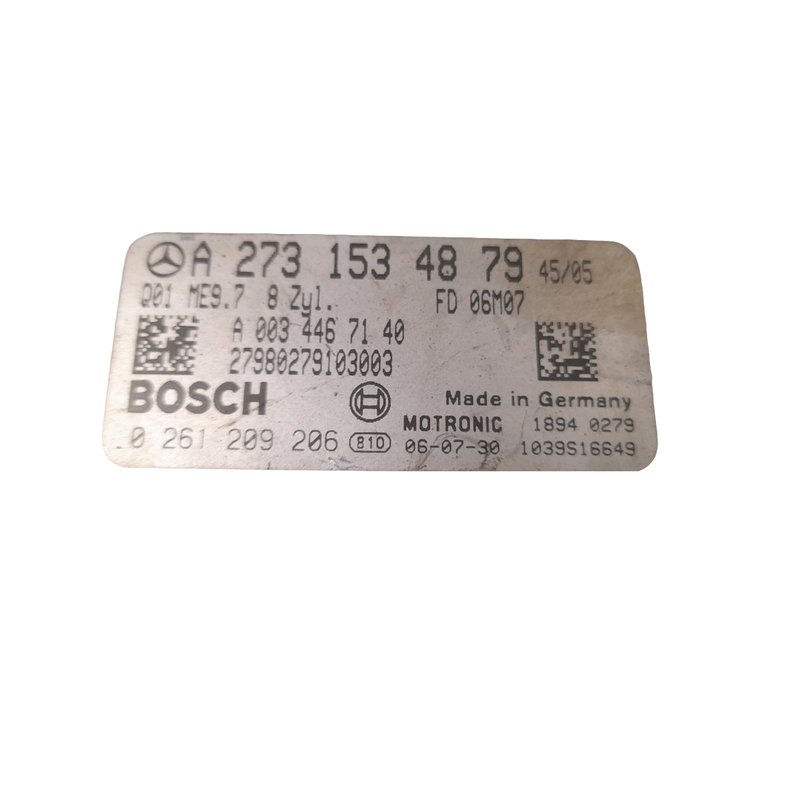 A 273 153 48 79 45/05
Q01 ME9.7 8 Zyl. FD 06M07
A 003 446 71 40
27980279103003
BOSCH Made in Germany
MOTRONIC 1894 0279
0 261 209 206 810 06-07-30 1039S16649